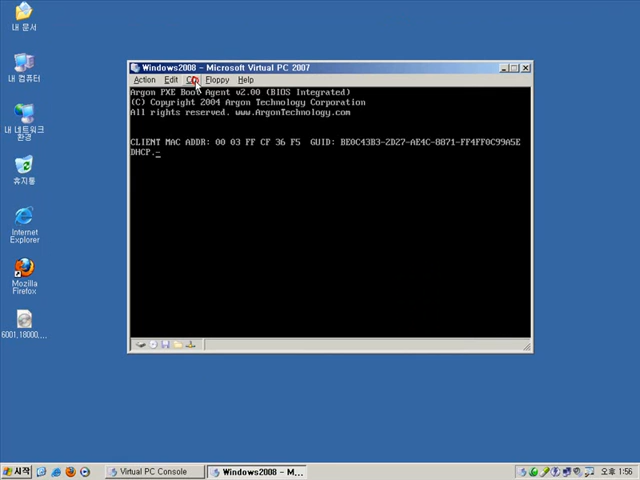 내 문서
내 컴퓨터
내 네트워크
환경
휴지통
Internet
Explorer
Mozilla
Firefox
6001,18000,...
Windows2008 - Microsoft Virtual PC 2007
Action Edit CD Floppy Help
Argon PXE Boot Agent v2.00 (BIOS Integrated)
(C) Copyright 2004 Argon Technology Corporation
All rights reserved. www.ArgonTechnology.com
CLIENT MAC ADDR: 00 03 FF CF 36 F5 GUID: BE0C43B3-2D27-AE4C-8871-FF4FF0C99A5E
DHCP.-
시작
Virtual PC Console
Windows2008 - M...
오후 1:56